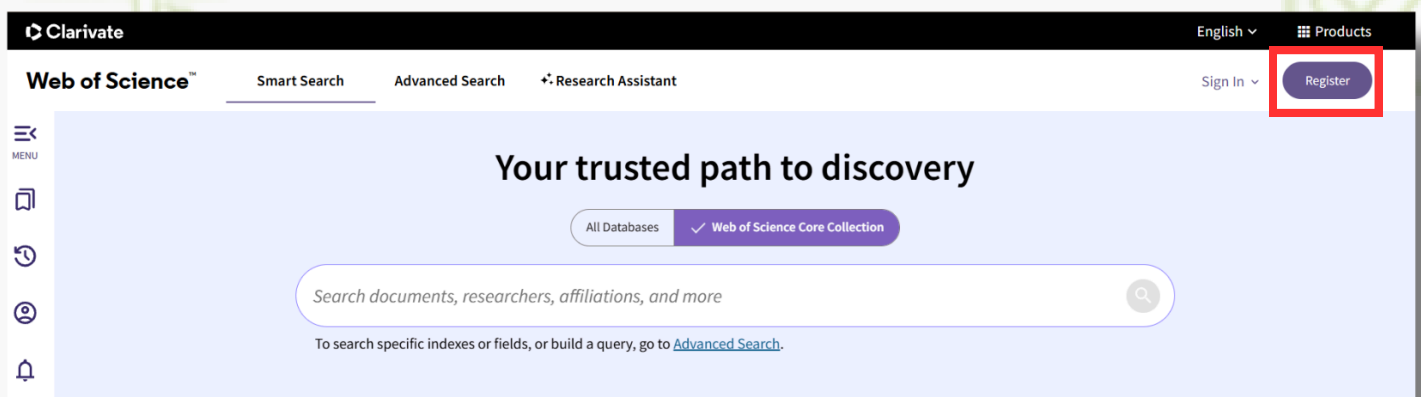 Clarivate English Products
Web of Science™ Smart Search Advanced Search Research Assistant Sign In Register
MENU
Your trusted path to discovery
All Databases Web of Science Core Collection
Search documents, researchers, affiliations, and more
To search specific indexes or fields, or build a query, go to Advanced Search.